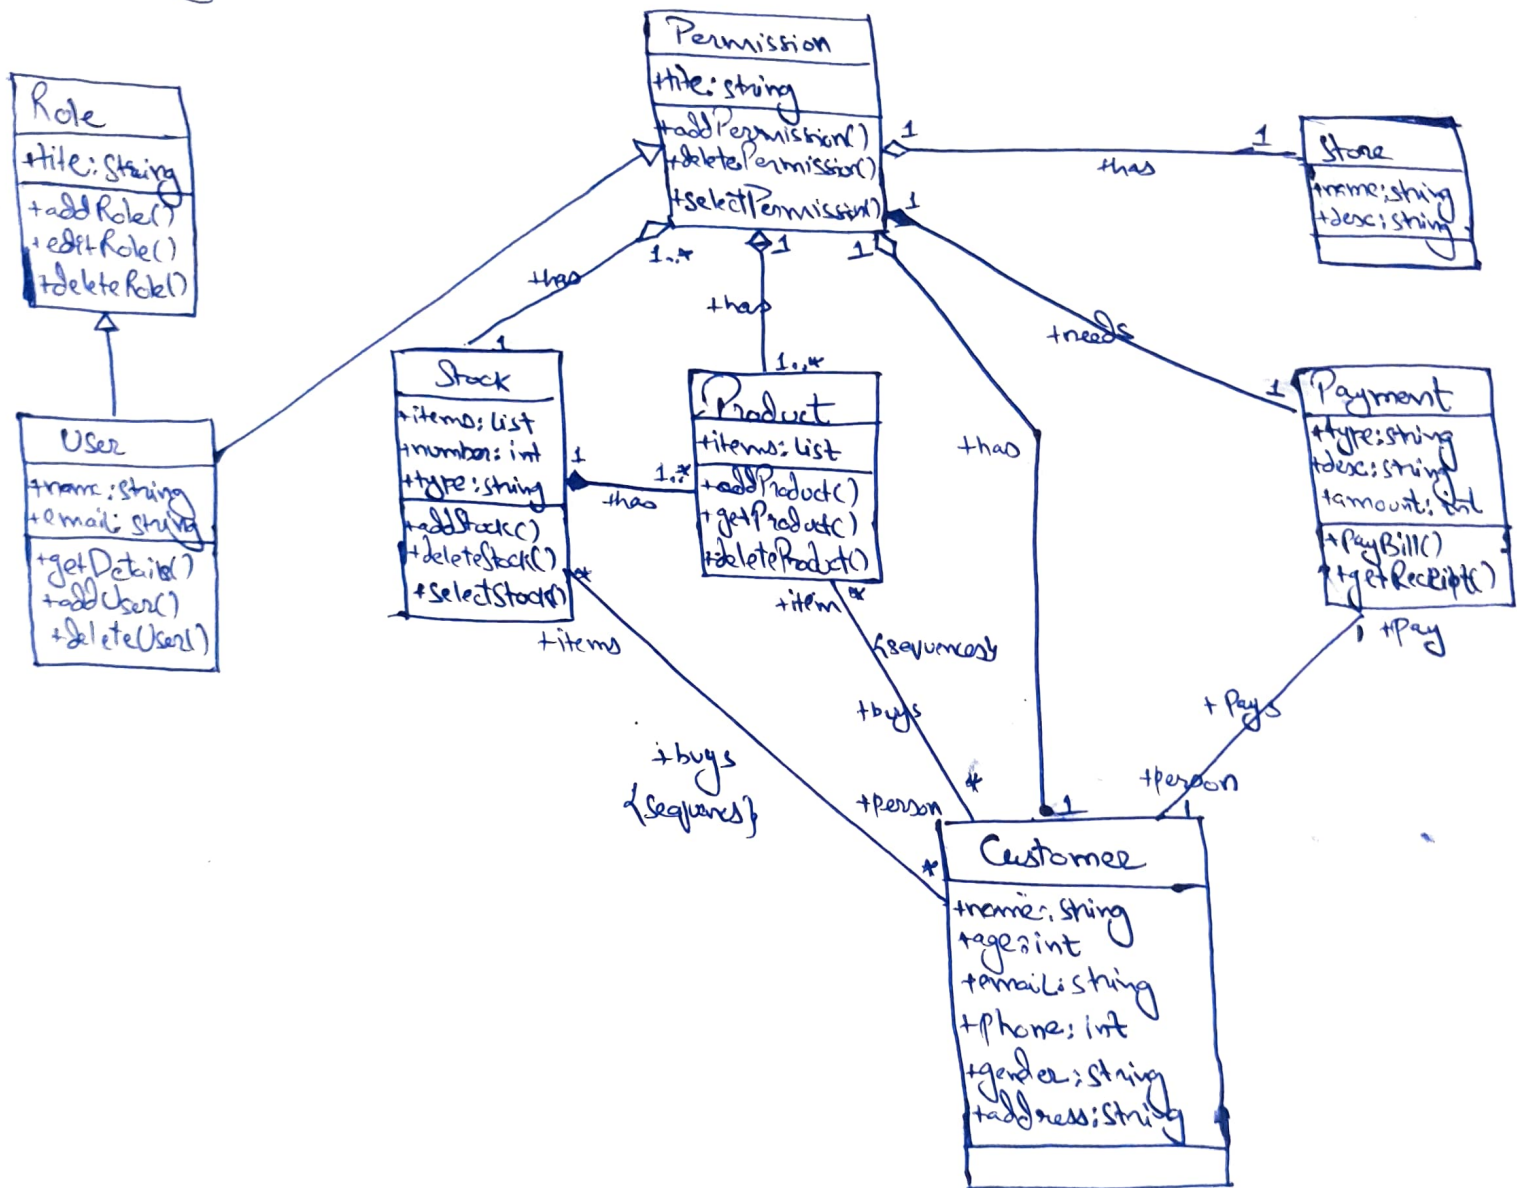 Permission
+title: string
+addPermission()
+deletePermission()
+selectPermission()
Role
+title: String
+addRole()
+editRole()
+deleteRole()
1
+has
1
Store
+name: string
+desc: string
1
+needs
1
1..*
+has
1
1
+has
1..*
1
+has
1
Stock
+items: List
+number: int
+type: string
+addStock()
+deleteStock()
+selectStock()
1
+has
1..*
Product
+items: List
+addProduct()
+getProduct()
+deleteProduct()
Payment
+type: string
+desc: string
+amount: int
+payBill()
+getReceipt()
User
+name: string
+email: string
+getDetails()
+addUser()
+deleteUser()
*
+items
+buys
{sequences}
*
+item *
{sequences}
+buys
*
+person
1 +Pay
+Pays
+person
1
Customer
+name: string
+age: int
+email: string
+phone: int
+gender: string
+address: string